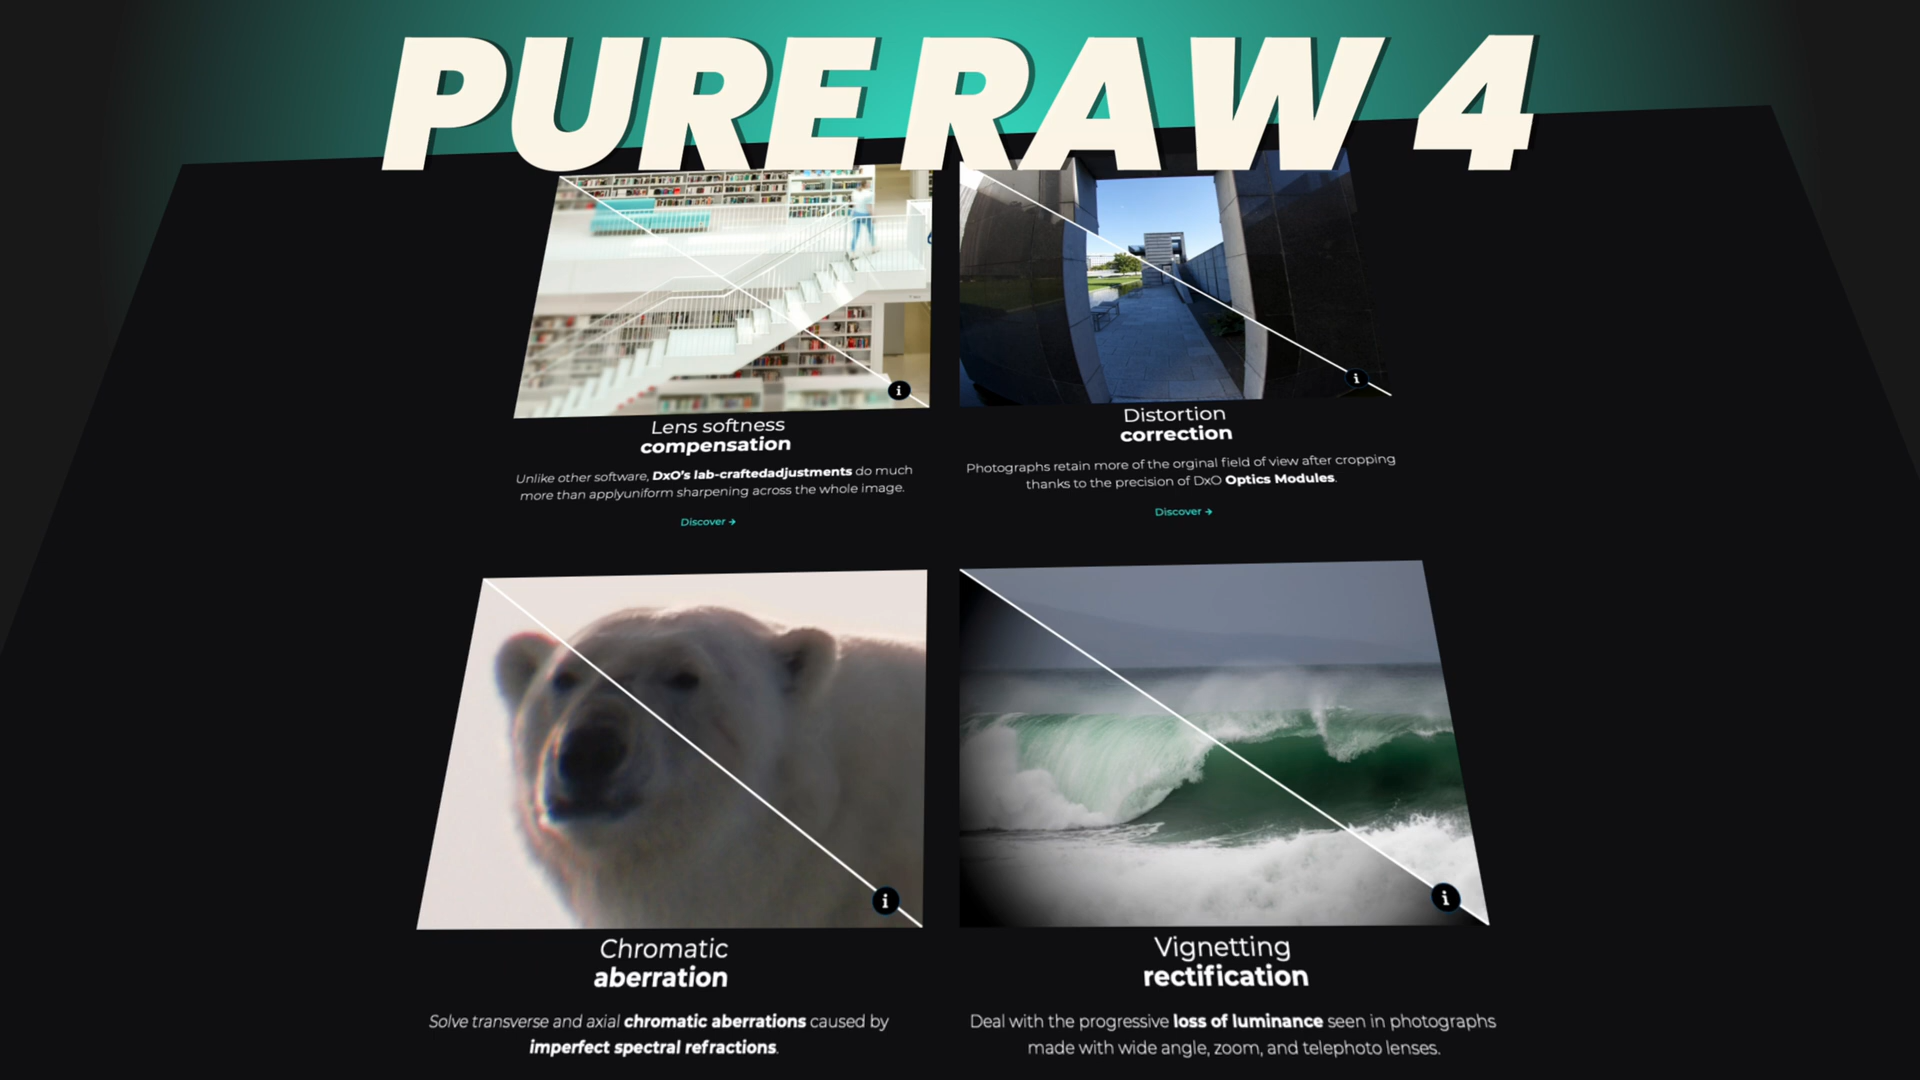 PURE RAW 4
Lens softness
compensation
Unlike other software, DxO's lab-craftedadjustments do much
more than applyuniform sharpening across the whole image.
Discover →
Distortion
correction
Photographs retain more of the orginal field of view after cropping
thanks to the precision of DxO Optics Modules.
Discover →
Chromatic
aberration
Solve transverse and axial chromatic aberrations caused by
imperfect spectral refractions.
Vignetting
rectification
Deal with the progressive loss of luminance seen in photographs
made with wide angle, zoom, and telephoto lenses.